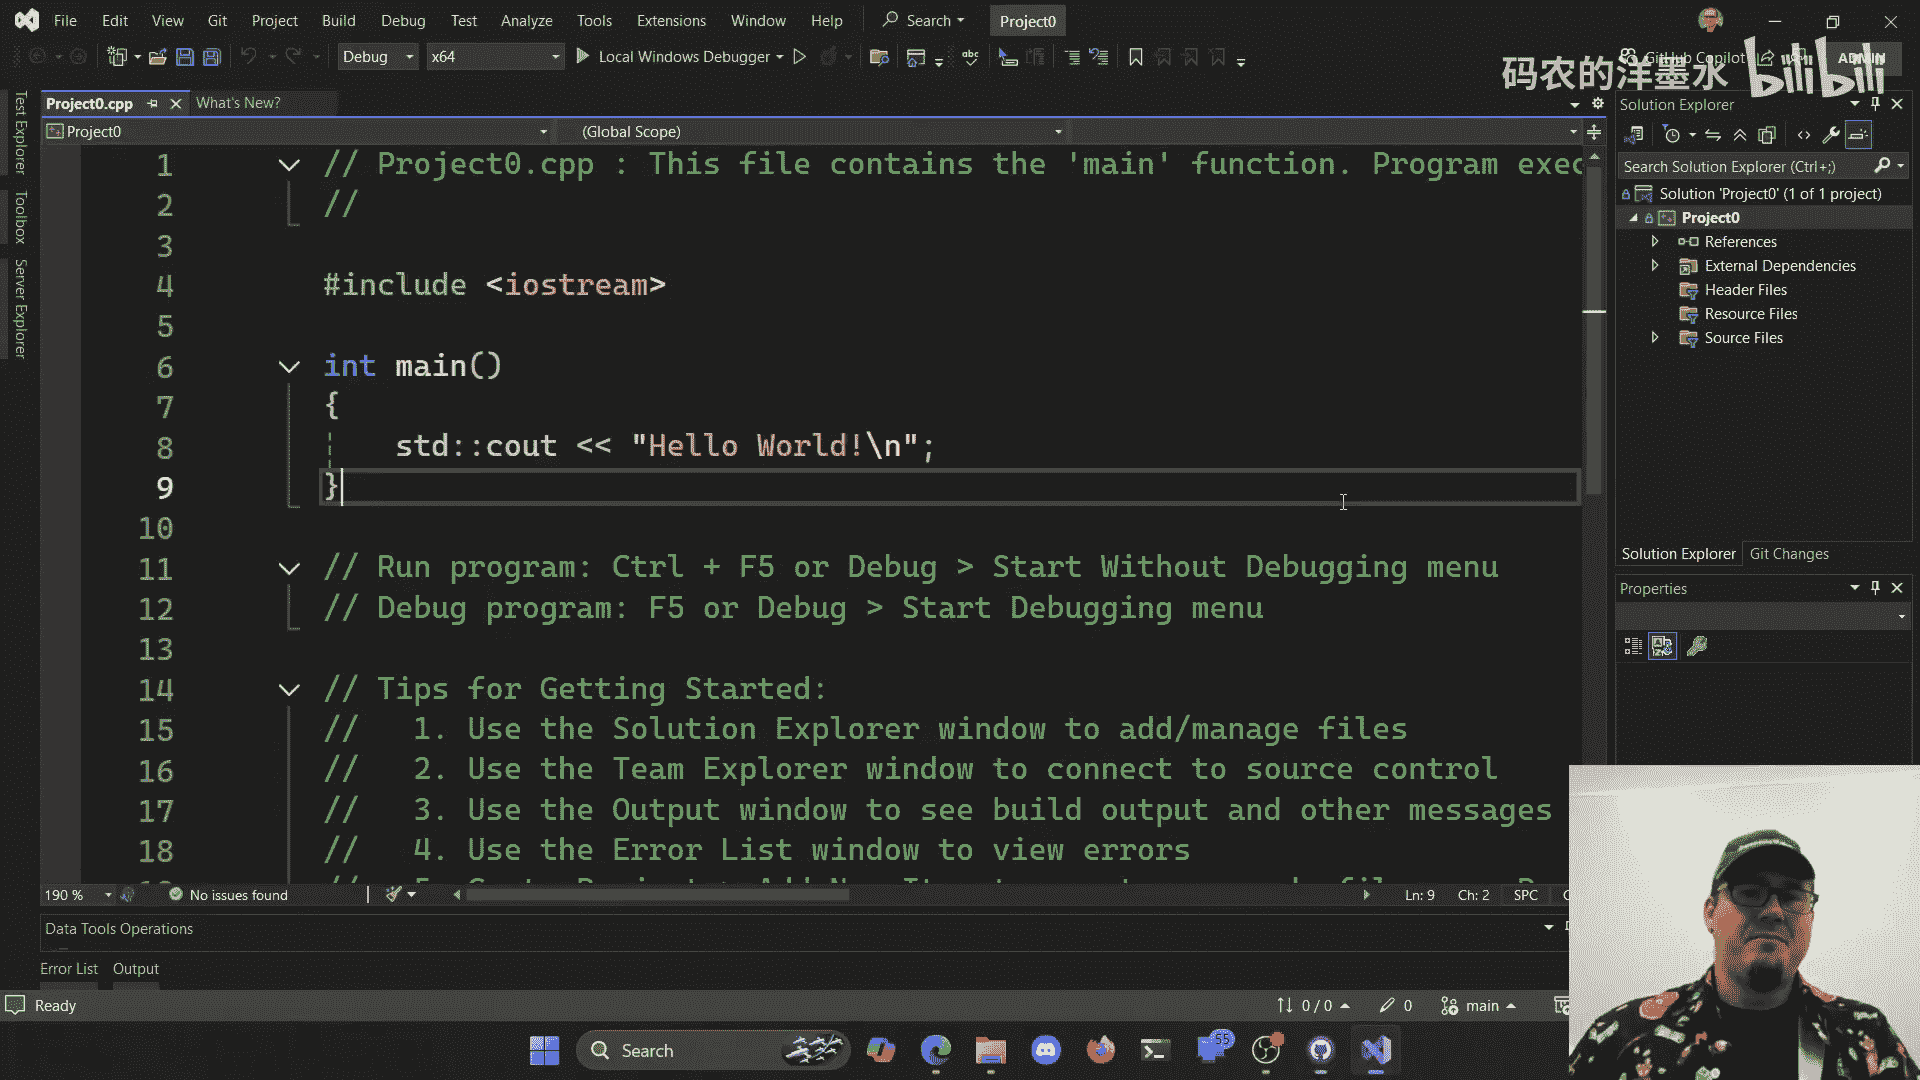 File Edit View Git Project Build Debug Test Analyze Tools Extensions Window Help Search Project0
Debug x64 Local Windows Debugger GitHub Copilot
码农的洋墨水 bilibili
Project0.cpp What's New?
Project0 (Global Scope)
1 // Project0.cpp : This file contains the 'main' function. Program exec
2 //
3
4 #include <iostream>
5
6 int main()
7 {
8 std::cout << "Hello World!\n";
9 }
10
11 // Run program: Ctrl + F5 or Debug > Start Without Debugging menu
12 // Debug program: F5 or Debug > Start Debugging menu
13
14 // Tips for Getting Started:
15 // 1. Use the Solution Explorer window to add/manage files
16 // 2. Use the Team Explorer window to connect to source control
17 // 3. Use the Output window to see build output and other messages
18 // 4. Use the Error List window to view errors
190 % No issues found Ln: 9 Ch: 2 SPC
Data Tools Operations
Error List Output
Ready 0 / 0 0 main
Test Explorer
Toolbox
Server Explorer
Solution Explorer
Search Solution Explorer (Ctrl+;)
Solution 'Project0' (1 of 1 project)
Project0
References
External Dependencies
Header Files
Resource Files
Source Files
Solution Explorer Git Changes
Properties
Search
55